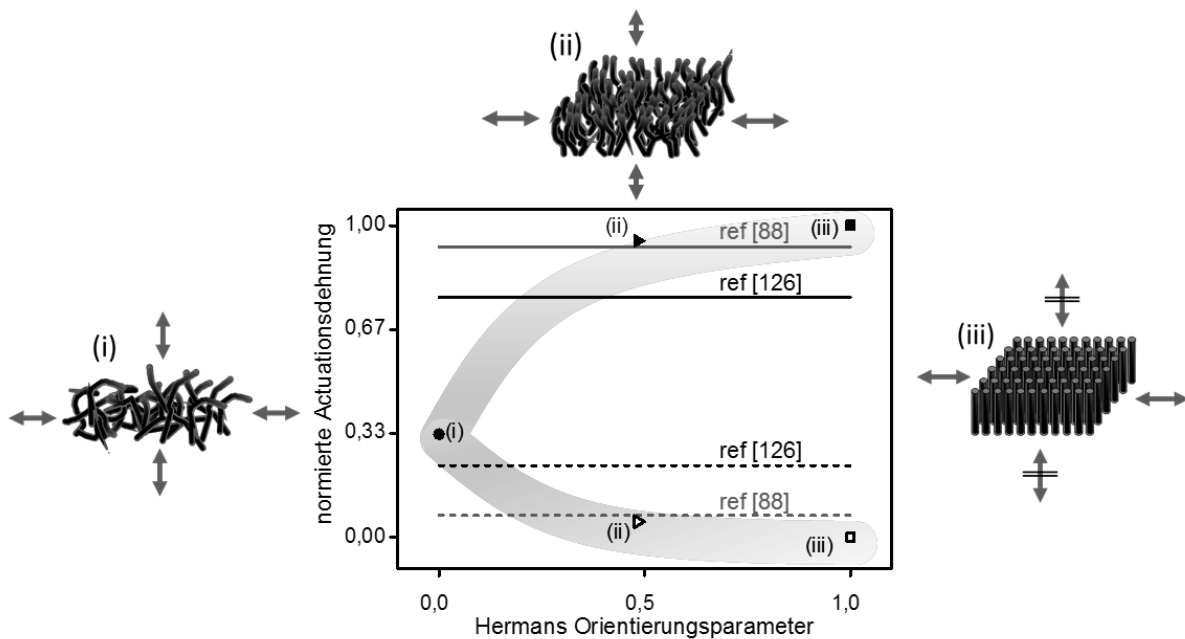 (ii)
(i)
(iii)
normierte Actuationsdehnung
1,00
0,67
0,33
0,00
(ii)
ref [88]
(iii)
ref [126]
(i)
ref [126]
ref [88]
(ii)
(iii)
0,0
0,5
1,0
Hermans Orientierungsparameter